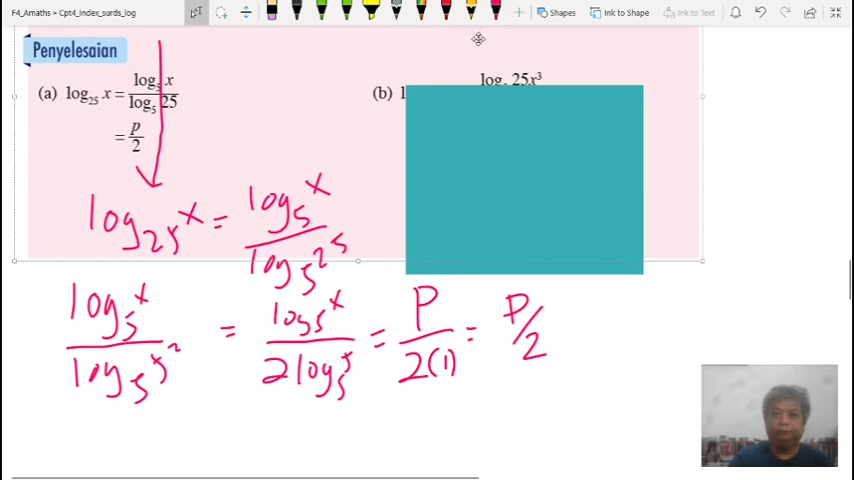 F4_Amaths > Cpt4_Index_surds_log
Shapes Ink to Shape Ink to Text
Penyelesaian
(a) log₂₅ x = log₅ x / log₅ 25
= p/2
(b) log₅ 25x³
log₂₅ x = log₅ x / log₅ 25
log₅ x / log₅ 5² = log₅ x / 2 log₅ 5 = P / 2(1) = P/2